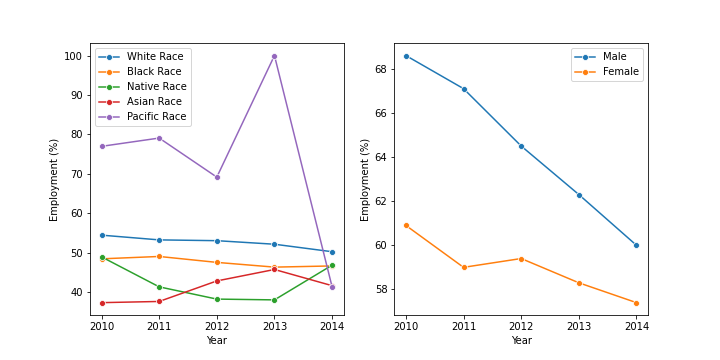 White Race
Black Race
Native Race
Asian Race
Pacific Race
Employment (%)
100
90
80
70
60
50
40
2010 2011 2012 2013 2014
Year
Male
Female
Employment (%)
68
66
64
62
60
58
2010 2011 2012 2013 2014
Year